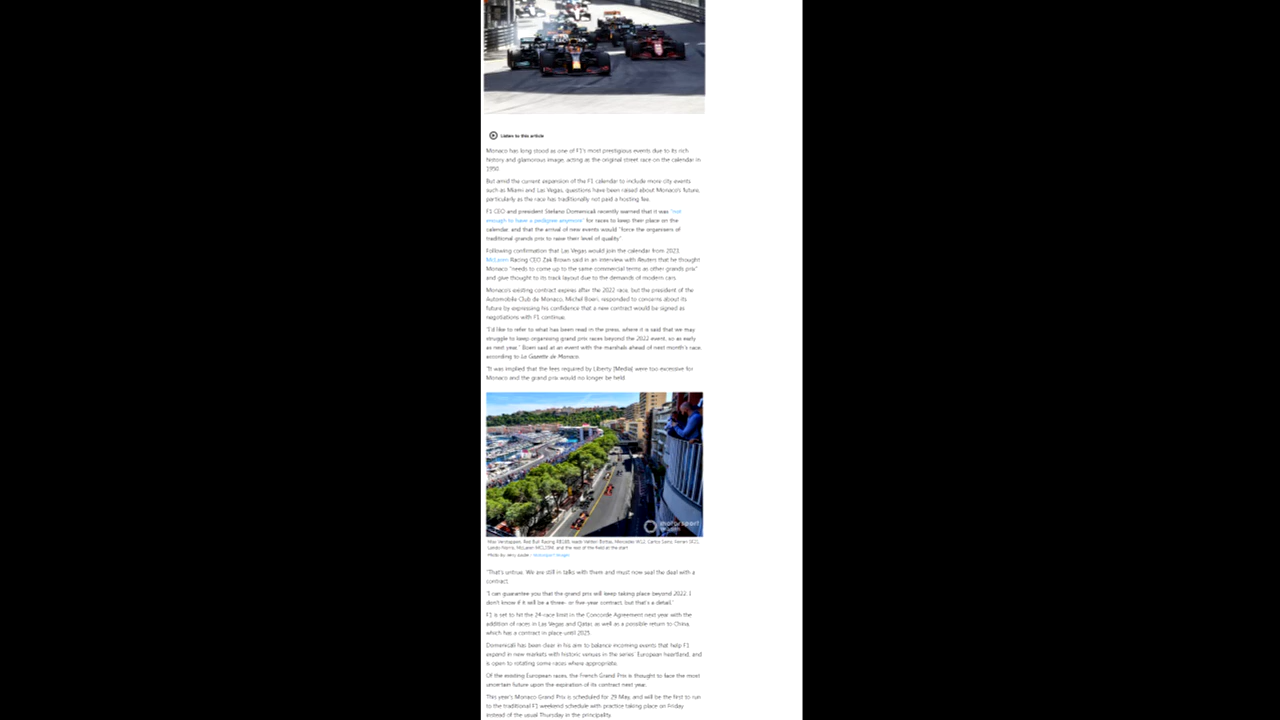 Listen to this article
Monaco has long stood as one of F1's most prestigious events due to its rich
history and glamorous image, acting as the original street race on the calendar in
1950.
But amid the current expansion of the F1 calendar to include more city events
such as Miami and Las Vegas, questions have been raised about Monaco's future,
particularly as the race has traditionally not paid a hosting fee.
F1 CEO and president Stefano Domenicali recently warned that it was "not
enough to have a pedigree anymore" for races to keep their place on the
calendar, and that the arrival of new events would "force the organisers of
traditional grands prix to raise their level of quality."
Following confirmation that Las Vegas would join the calendar from 2023,
McLaren Racing CEO Zak Brown said in an interview with Reuters that he thought
Monaco "needs to come up to the same commercial terms as other grands prix"
and give thought to its track layout due to the demands of modern cars.
Monaco's existing contract expires after the 2022 race, but the president of the
Automobile Club de Monaco, Michel Boeri, responded to concerns about its
future by expressing his confidence that a new contract would be signed as
negotiations with F1 continue.
"I'd like to refer to what has been read in the press, where it is said that we may
struggle to keep organising grand prix races beyond the 2022 event, so as early
as next year," Boeri said at an event with the marshals ahead of next month's race,
according to La Gazette de Monaco.
"It was implied that the fees required by Liberty [Media] were too excessive for
Monaco and the grand prix would no longer be held.
motorsport
IMAGES
Max Verstappen, Red Bull Racing RB16B, leads Valtteri Bottas, Mercedes W12, Carlos Sainz, Ferrari SF21,
Lando Norris, McLaren MCL35M, and the rest of the field at the start
Photo by: Jerry Andre / Motorsport Images
"That's untrue. We are still in talks with them and must now seal the deal with a
contract.
"I can guarantee you that the grand prix will keep taking place beyond 2022. I
don't know if it will be a three- or five-year contract, but that's a detail."
F1 is set to hit the 24-race limit in the Concorde Agreement next year with the
addition of races in Las Vegas and Qatar, as well as a possible return to China,
which has a contract in place until 2025.
Domenicali has been clear in his aim to balance incoming events that help F1
expand in new markets with historic venues in the series' European heartland, and
is open to rotating some races where appropriate.
Of the existing European races, the French Grand Prix is thought to face the most
uncertain future upon the expiration of its contract next year.
This year's Monaco Grand Prix is scheduled for 29 May, and will be the first to run
to the traditional F1 weekend schedule with practice taking place on Friday
instead of the usual Thursday in the principality.